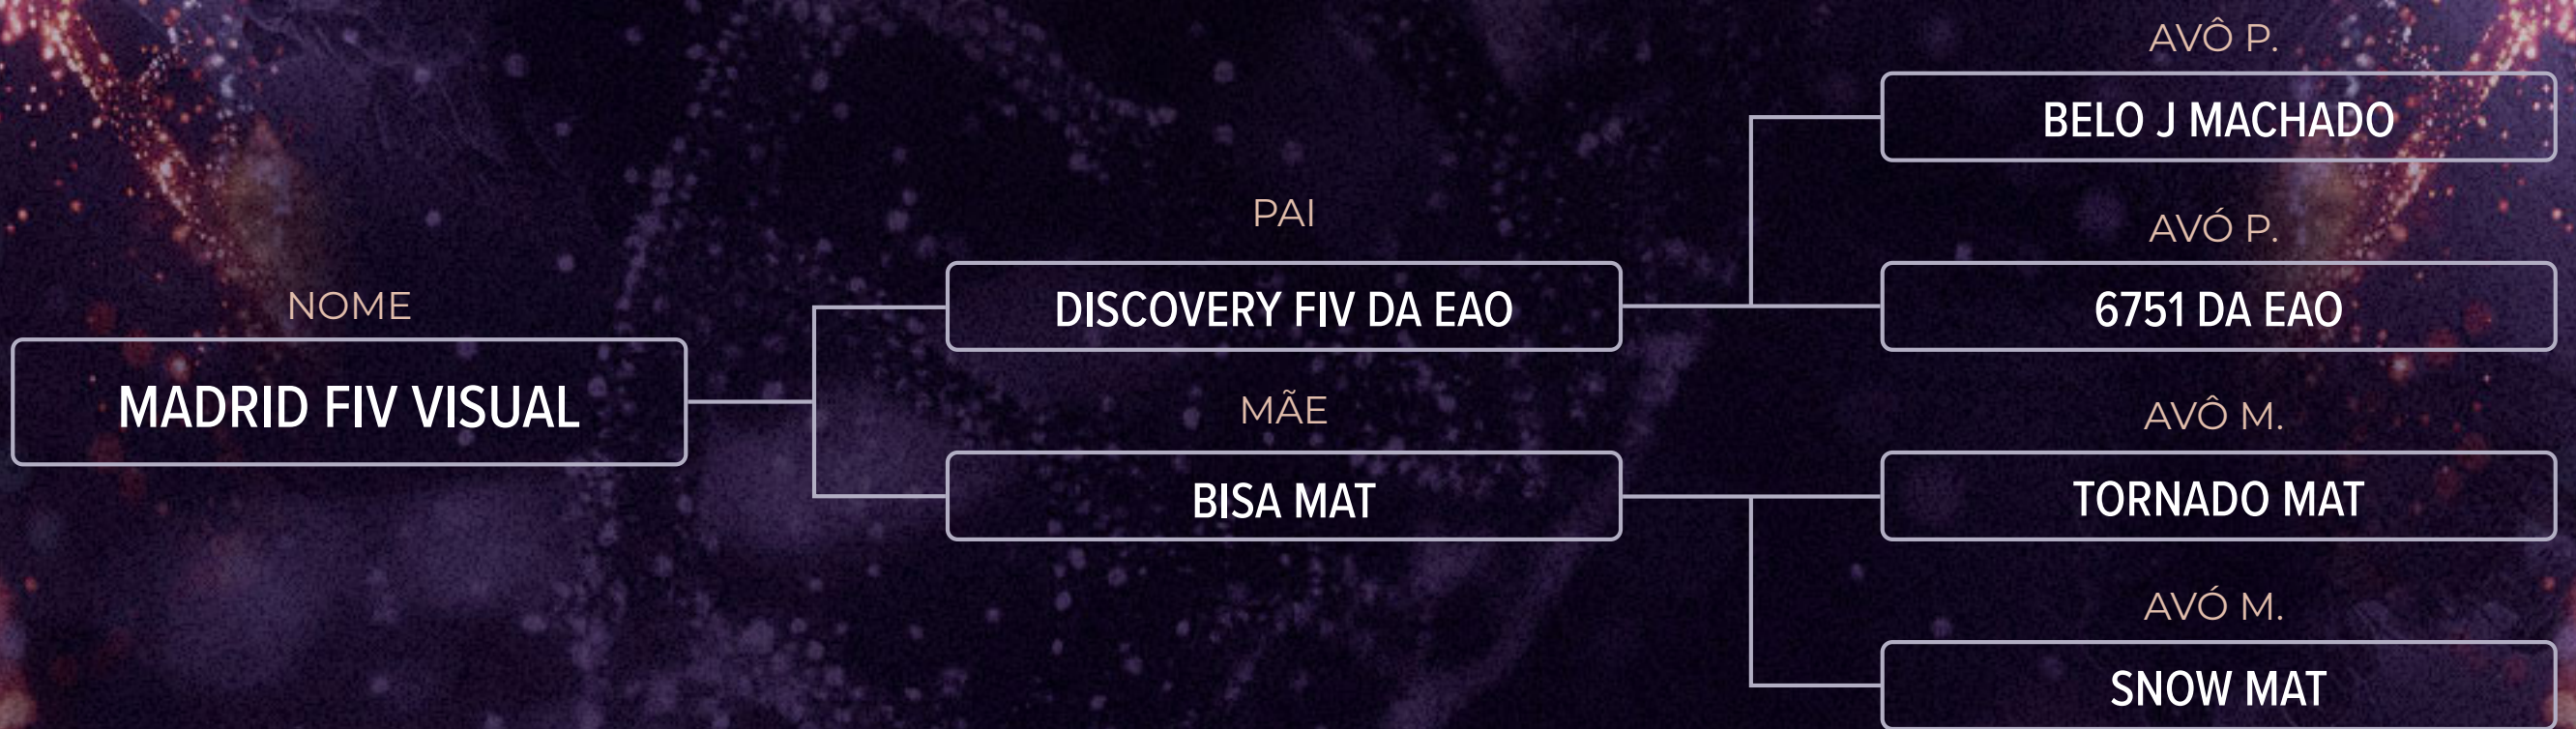 NOME
MADRID FIV VISUAL
PAI
DISCOVERY FIV DA EAO
MÃE
BISA MAT
AVÔ P.
BELO J MACHADO
AVÓ P.
6751 DA EAO
AVÔ M.
TORNADO MAT
AVÓ M.
SNOW MAT